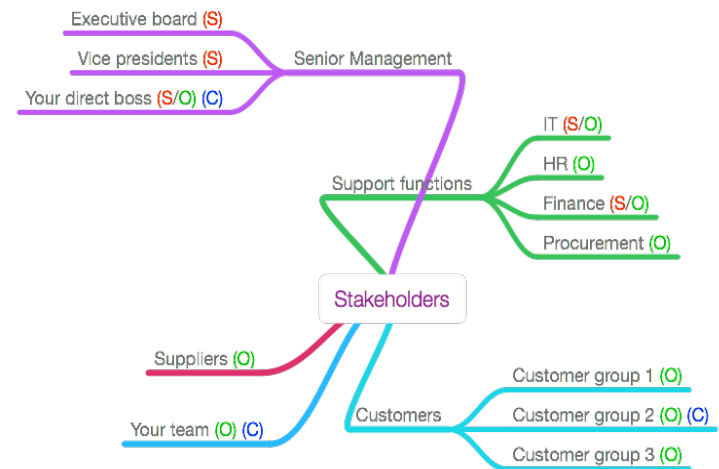 Executive board (S)
Vice presidents (S)
Your direct boss (S/O) (C)
Senior Management
IT (S/O)
HR (O)
Finance (S/O)
Procurement (O)
Support functions
Stakeholders
Suppliers (O)
Your team (O) (C)
Customers
Customer group 1 (O)
Customer group 2 (O) (C)
Customer group 3 (O)